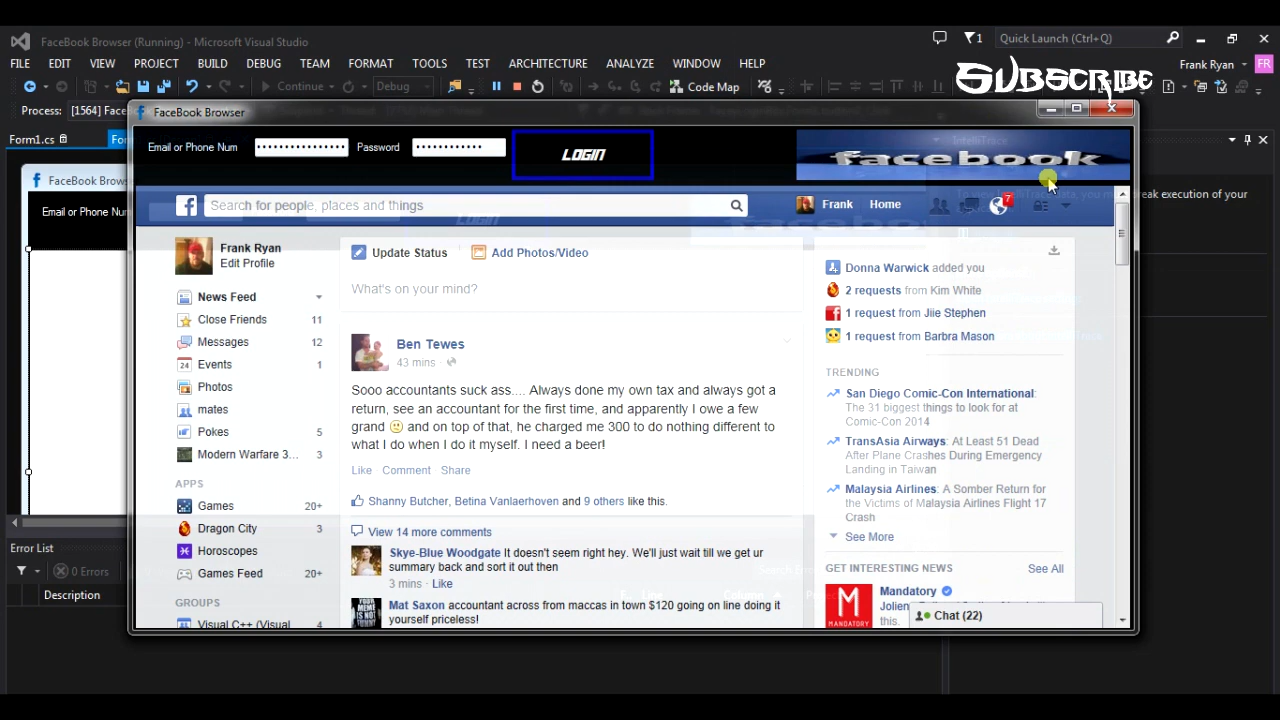 FaceBook Browser (Running) - Microsoft Visual Studio
1
Quick Launch (Ctrl+Q)
FILE EDIT VIEW PROJECT BUILD DEBUG TEAM FORMAT TOOLS TEST ARCHITECTURE ANALYZE WINDOW HELP
Frank Ryan
FR
SUBSCRIBE
Continue
Debug
Code Map
Process: [1564] Faceb
FaceBook Browser
Form1.cs
IntelliTrace
Email or Phone Num
Password
LOGIN
facebook
FaceBook Brows
Email or Phone Num
break execution of your
Search for people, places and things
Frank Home
7
Frank Ryan
Edit Profile
News Feed
Close Friends 11
Messages 12
Events 1
24
Photos
mates
Pokes 5
Modern Warfare 3... 3
APPS
Games 20+
Dragon City 3
Horoscopes
Games Feed 20+
GROUPS
Visual C++ (Visual 4
Update Status Add Photos/Video
What's on your mind?
Ben Tewes
43 mins ·
Sooo accountants suck ass.... Always done my own tax and always got a
return, see an accountant for the first time, and apparently I owe a few
grand and on top of that, he charged me 300 to do nothing different to
what I do when I do it myself. I need a beer!
Like Comment Share
Shanny Butcher, Betina Vanlaerhoven and 9 others like this.
View 14 more comments
Skye-Blue Woodgate It doesn't seem right hey. We'll just wait till we get ur
summary back and sort it out then
3 mins · Like
Mat Saxon accountant across from maccas in town $120 going on line doing it
yourself priceless!
Donna Warwick added you
2 requests from Kim White
1 request from Jiie Stephen
1 request from Barbra Mason
TRENDING
San Diego Comic-Con International:
The 31 biggest things to look for at
Comic-Con 2014
TransAsia Airways: At Least 51 Dead
After Plane Crashes During Emergency
Landing in Taiwan
Malaysia Airlines: A Somber Return for
the Victims of Malaysia Airlines Flight 17
Crash
See More
GET INTERESTING NEWS See All
M
MANDATORY
Mandatory
Jolien
this.
Chat (22)
Error List
0 Errors
Description